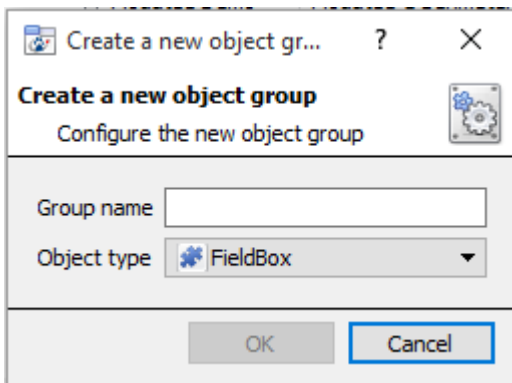 Create a new object gr...
?
Create a new object group
Configure the new object group
Group name
Object type FieldBox
OK Cancel